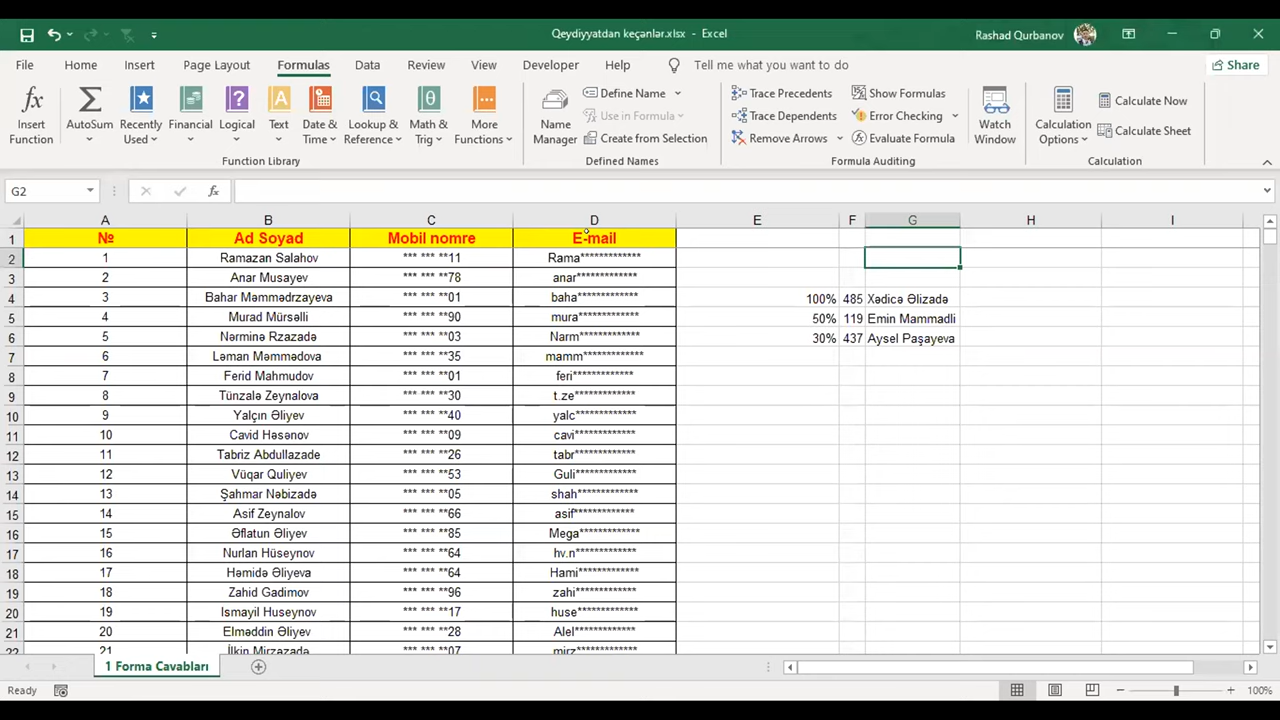 Qeydiyyatdan keçənlər.xlsx - Excel
Rashad Qurbanov
File Home Insert Page Layout Formulas Data Review View Developer Help Tell me what you want to do Share
Insert Function
AutoSum
Recently Used
Financial
Logical
Text
Date & Time
Lookup & Reference
Math & Trig
More Functions
Function Library
Name Manager
Define Name
Use in Formula
Create from Selection
Defined Names
Trace Precedents
Trace Dependents
Remove Arrows
Show Formulas
Error Checking
Evaluate Formula
Formula Auditing
Watch Window
Calculation Options
Calculate Now
Calculate Sheet
Calculation
G2 fx
A B C D E F G H I
1 № Ad Soyad Mobil nomre E-mail
2 1 Ramazan Salahov *** *** **11 Rama*************
3 2 Anar Musayev *** *** **78 anar*************
4 3 Bahar Məmmədrzayeva *** *** **01 baha************* 100% 485 Xədicə Əlizadə
5 4 Murad Mürsəlli *** *** **90 mura************* 50% 119 Emin Mammadli
6 5 Nərminə Rzazadə *** *** **03 Narm************* 30% 437 Aysel Paşayeva
7 6 Ləman Məmmədova *** *** **35 mamm*************
8 7 Ferid Mahmudov *** *** **01 feri*************
9 8 Tünzalə Zeynalova *** *** **30 t.ze*************
10 9 Yalçın Əliyev *** *** **40 yalc*************
11 10 Cavid Həsənov *** *** **09 cavi*************
12 11 Tabriz Abdullazade *** *** **26 tabr*************
13 12 Vüqar Quliyev *** *** **53 Guli*************
14 13 Şahmar Nəbizadə *** *** **05 shah*************
15 14 Asif Zeynalov *** *** **66 asif*************
16 15 Əflatun Əliyev *** *** **85 Mega*************
17 16 Nurlan Hüseynov *** *** **64 hv.n*************
18 17 Həmidə Əliyeva *** *** **64 Hami*************
19 18 Zahid Gadimov *** *** **96 zahi*************
20 19 Ismayil Huseynov *** *** **17 huse*************
21 20 Elməddin Əliyev *** *** **28 Alel*************
22 21 İlkin Mirzəzadə *** *** **07 mirz*************
1 Forma Cavabları
Ready 100%